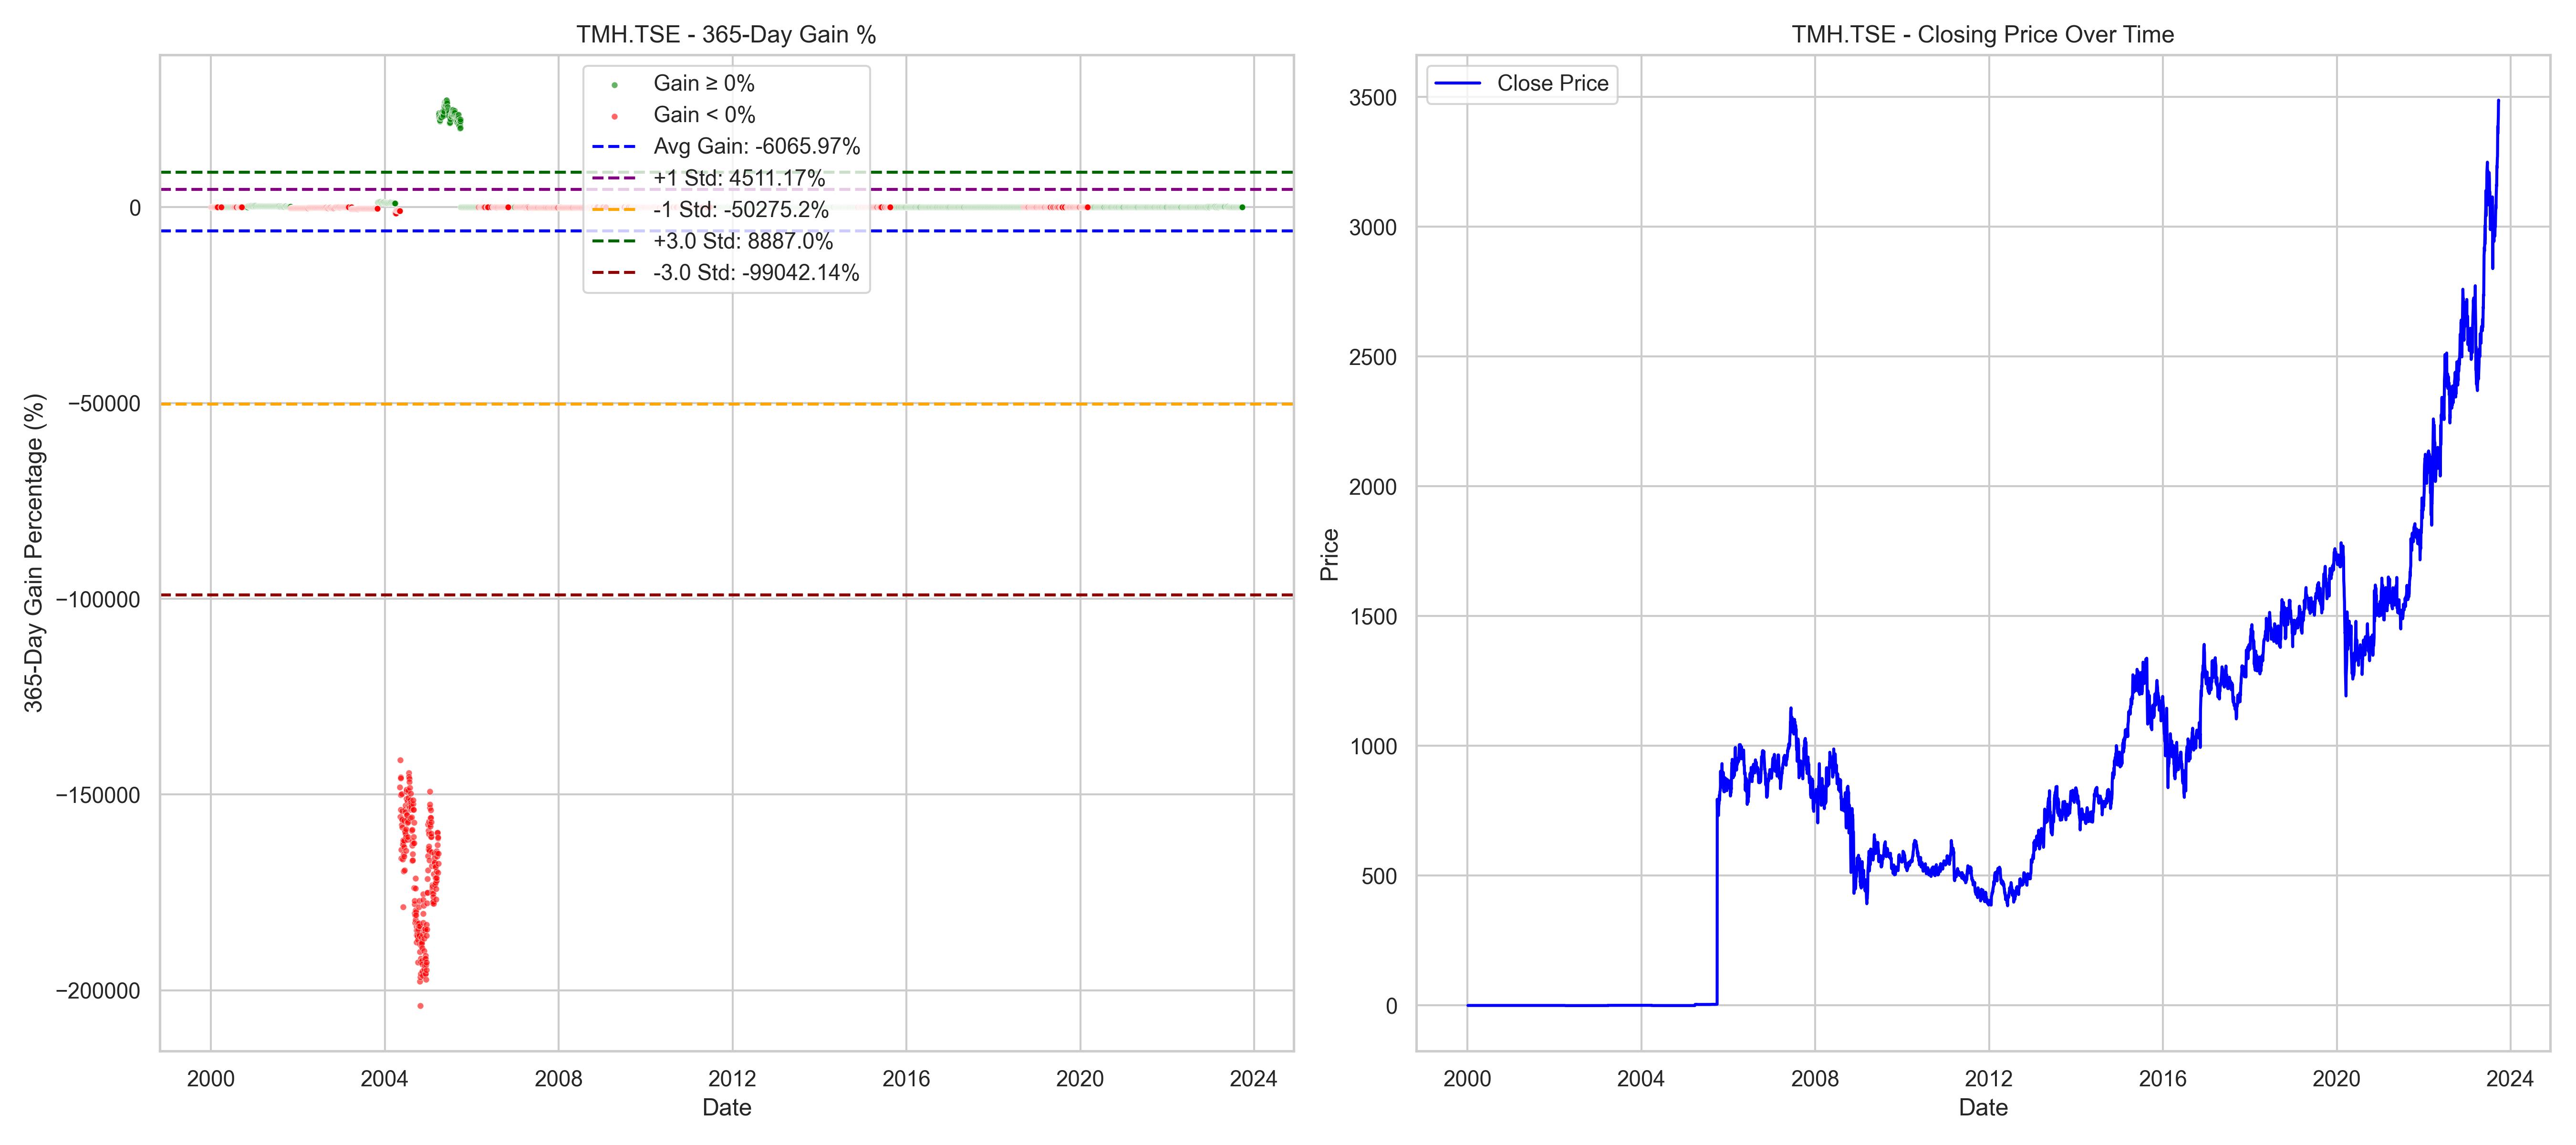 TMH.TSE - 365-Day Gain %
Gain ≥ 0%
Gain < 0%
Avg Gain: -6065.97%
+1 Std: 4511.17%
-1 Std: -50275.2%
+3.0 Std: 8887.0%
-3.0 Std: -99042.14%
365-Day Gain Percentage (%)
0
−50000
−100000
−150000
−200000
2000
2004
2008
2012
2016
2020
2024
Date
TMH.TSE - Closing Price Over Time
Close Price
Price
3500
3000
2500
2000
1500
1000
500
0
2000
2004
2008
2012
2016
2020
2024
Date